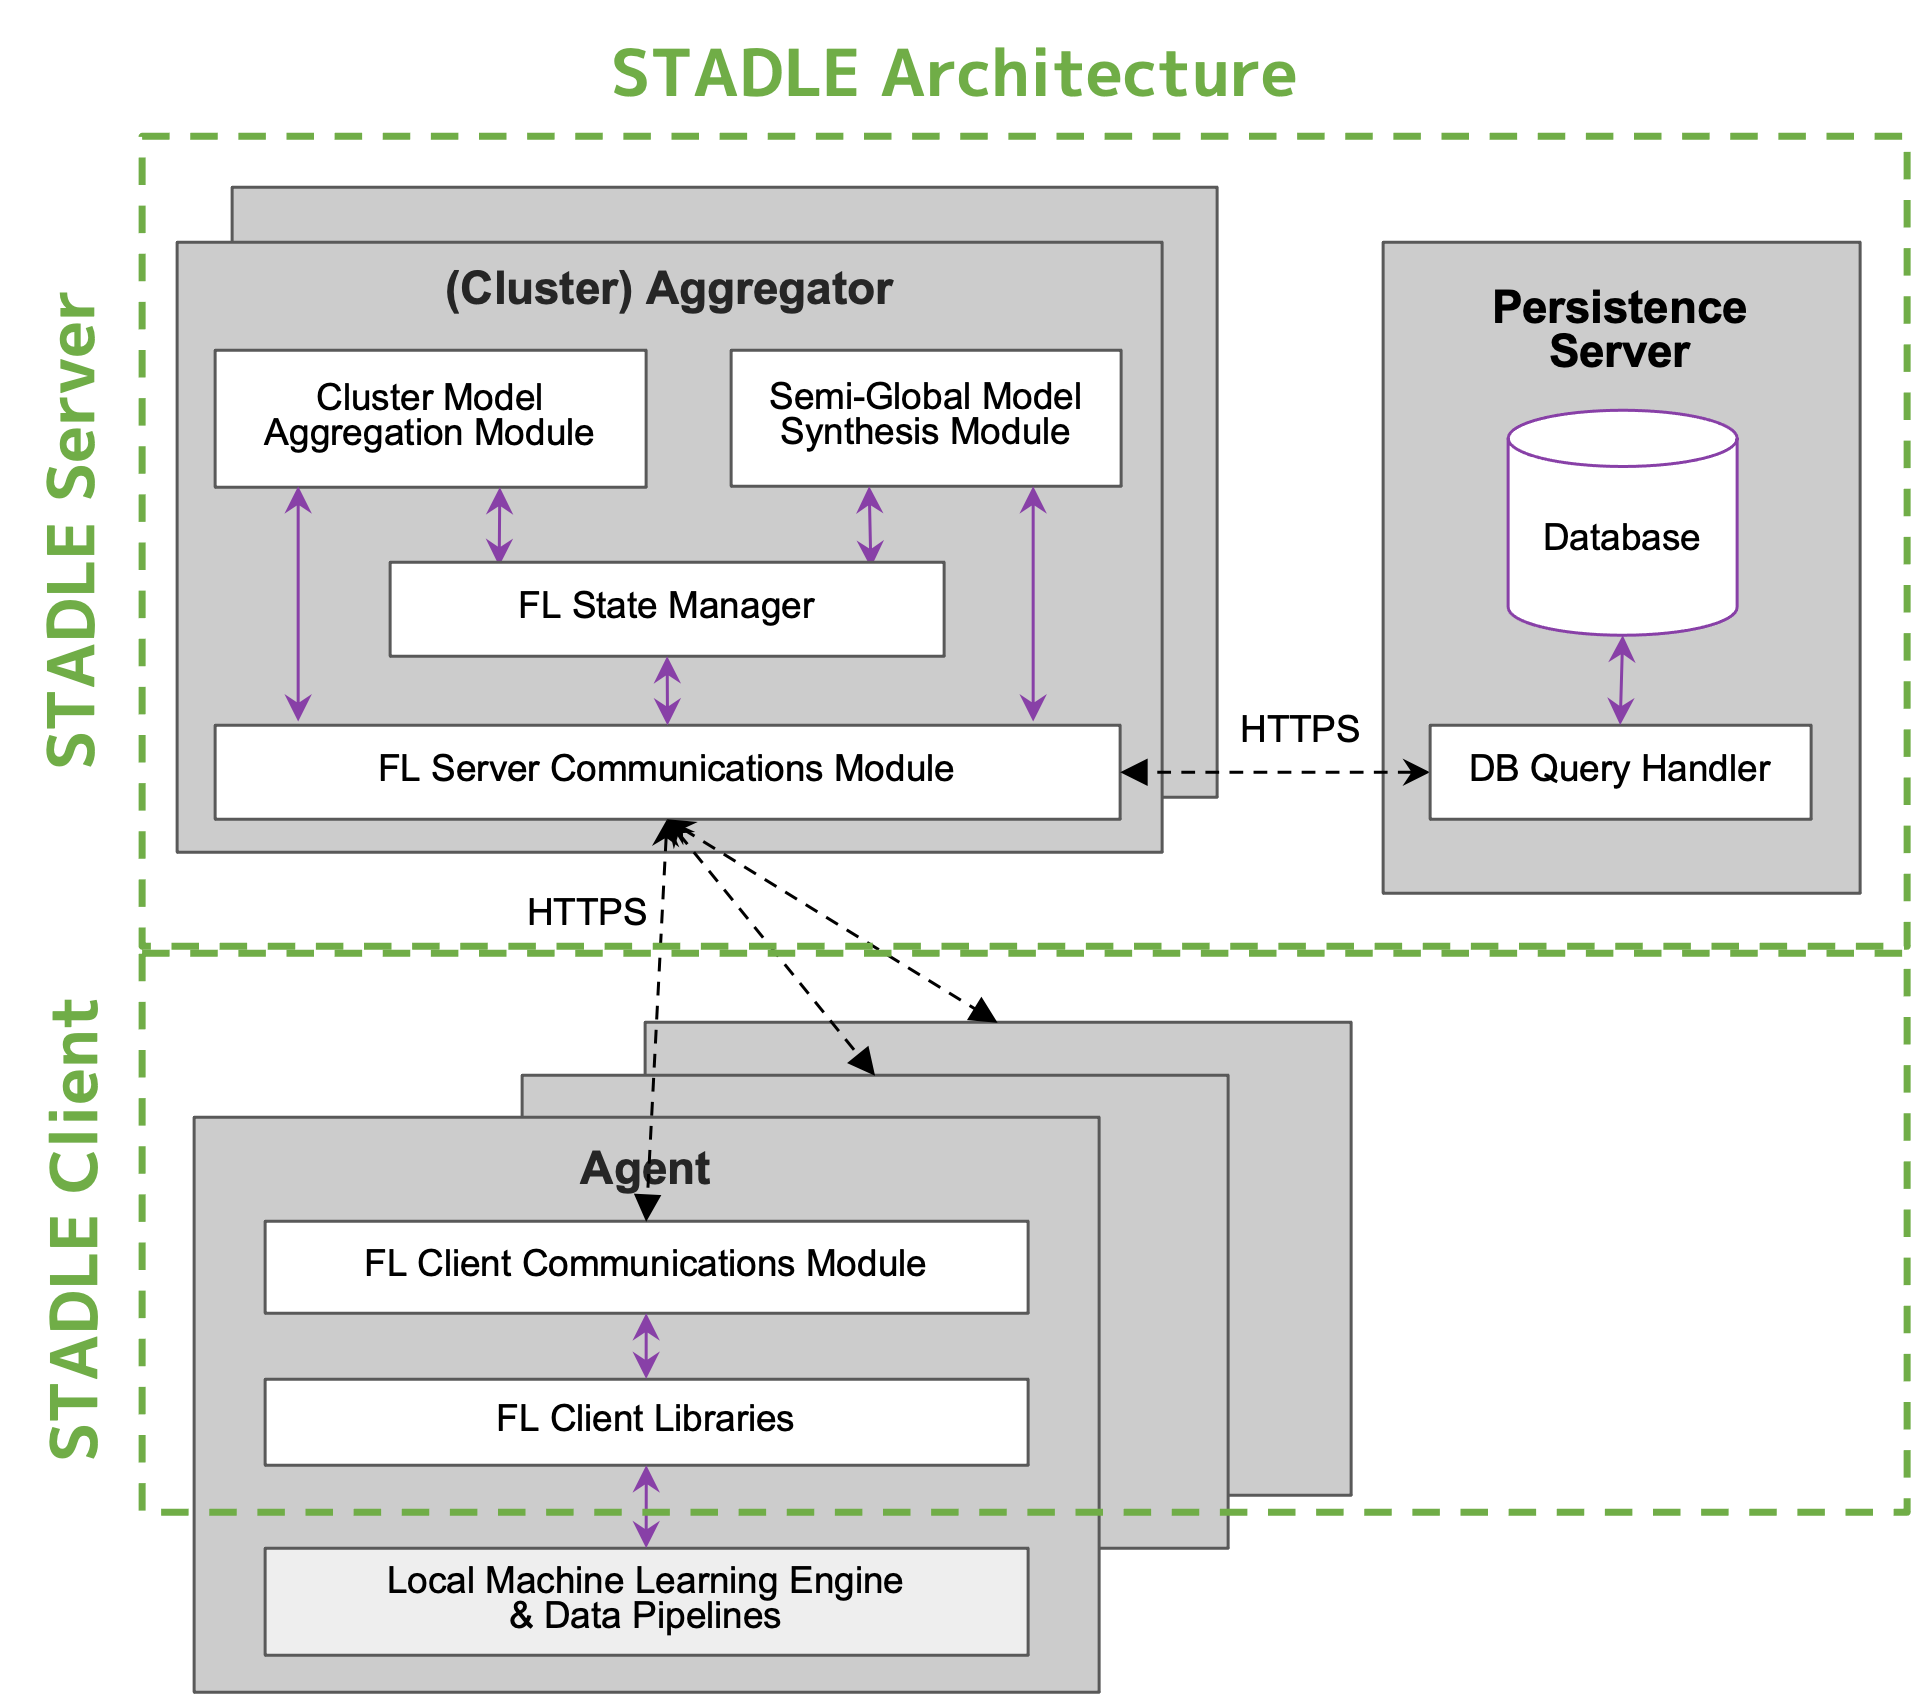 STADLE Architecture
STADLE Server
(Cluster) Aggregator
Cluster Model
Aggregation Module
Semi-Global Model
Synthesis Module
FL State Manager
FL Server Communications Module
HTTPS
Persistence
Server
Database
DB Query Handler
HTTPS
STADLE Client
Agent
FL Client Communications Module
FL Client Libraries
Local Machine Learning Engine
& Data Pipelines